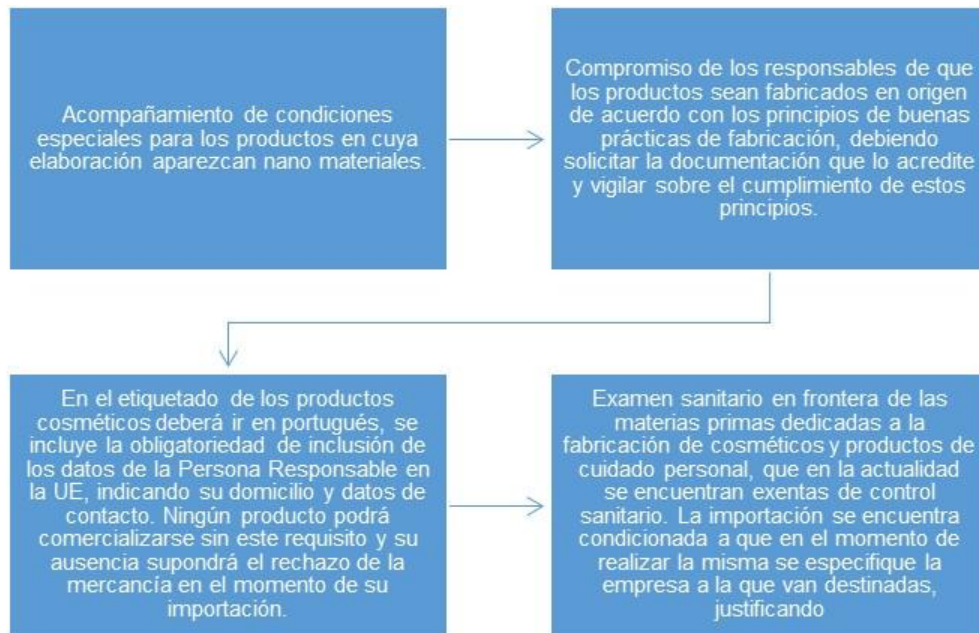 Acompañamiento de condiciones
especiales para los productos en cuya
elaboración aparezcan nano materiales.
Compromiso de los responsables de que
los productos sean fabricados en origen
de acuerdo con los principios de buenas
prácticas de fabricación, debiendo
solicitar la documentación que lo acredite
y vigilar sobre el cumplimiento de estos
principios.
En el etiquetado de los productos
cosméticos deberá ir en portugués, se
incluye la obligatoriedad de inclusión de
los datos de la Persona Responsable en
la UE, indicando su domicilio y datos de
contacto. Ningún producto podrá
comercializarse sin este requisito y su
ausencia supondrá el rechazo de la
mercancía en el momento de su
importación.
Examen sanitario en frontera de las
materias primas dedicadas a la
fabricación de cosméticos y productos de
cuidado personal, que en la actualidad
se encuentran exentas de control
sanitario. La importación se encuentra
condicionada a que en el momento de
realizar la misma se especifique la
empresa a la que van destinadas,
justificando